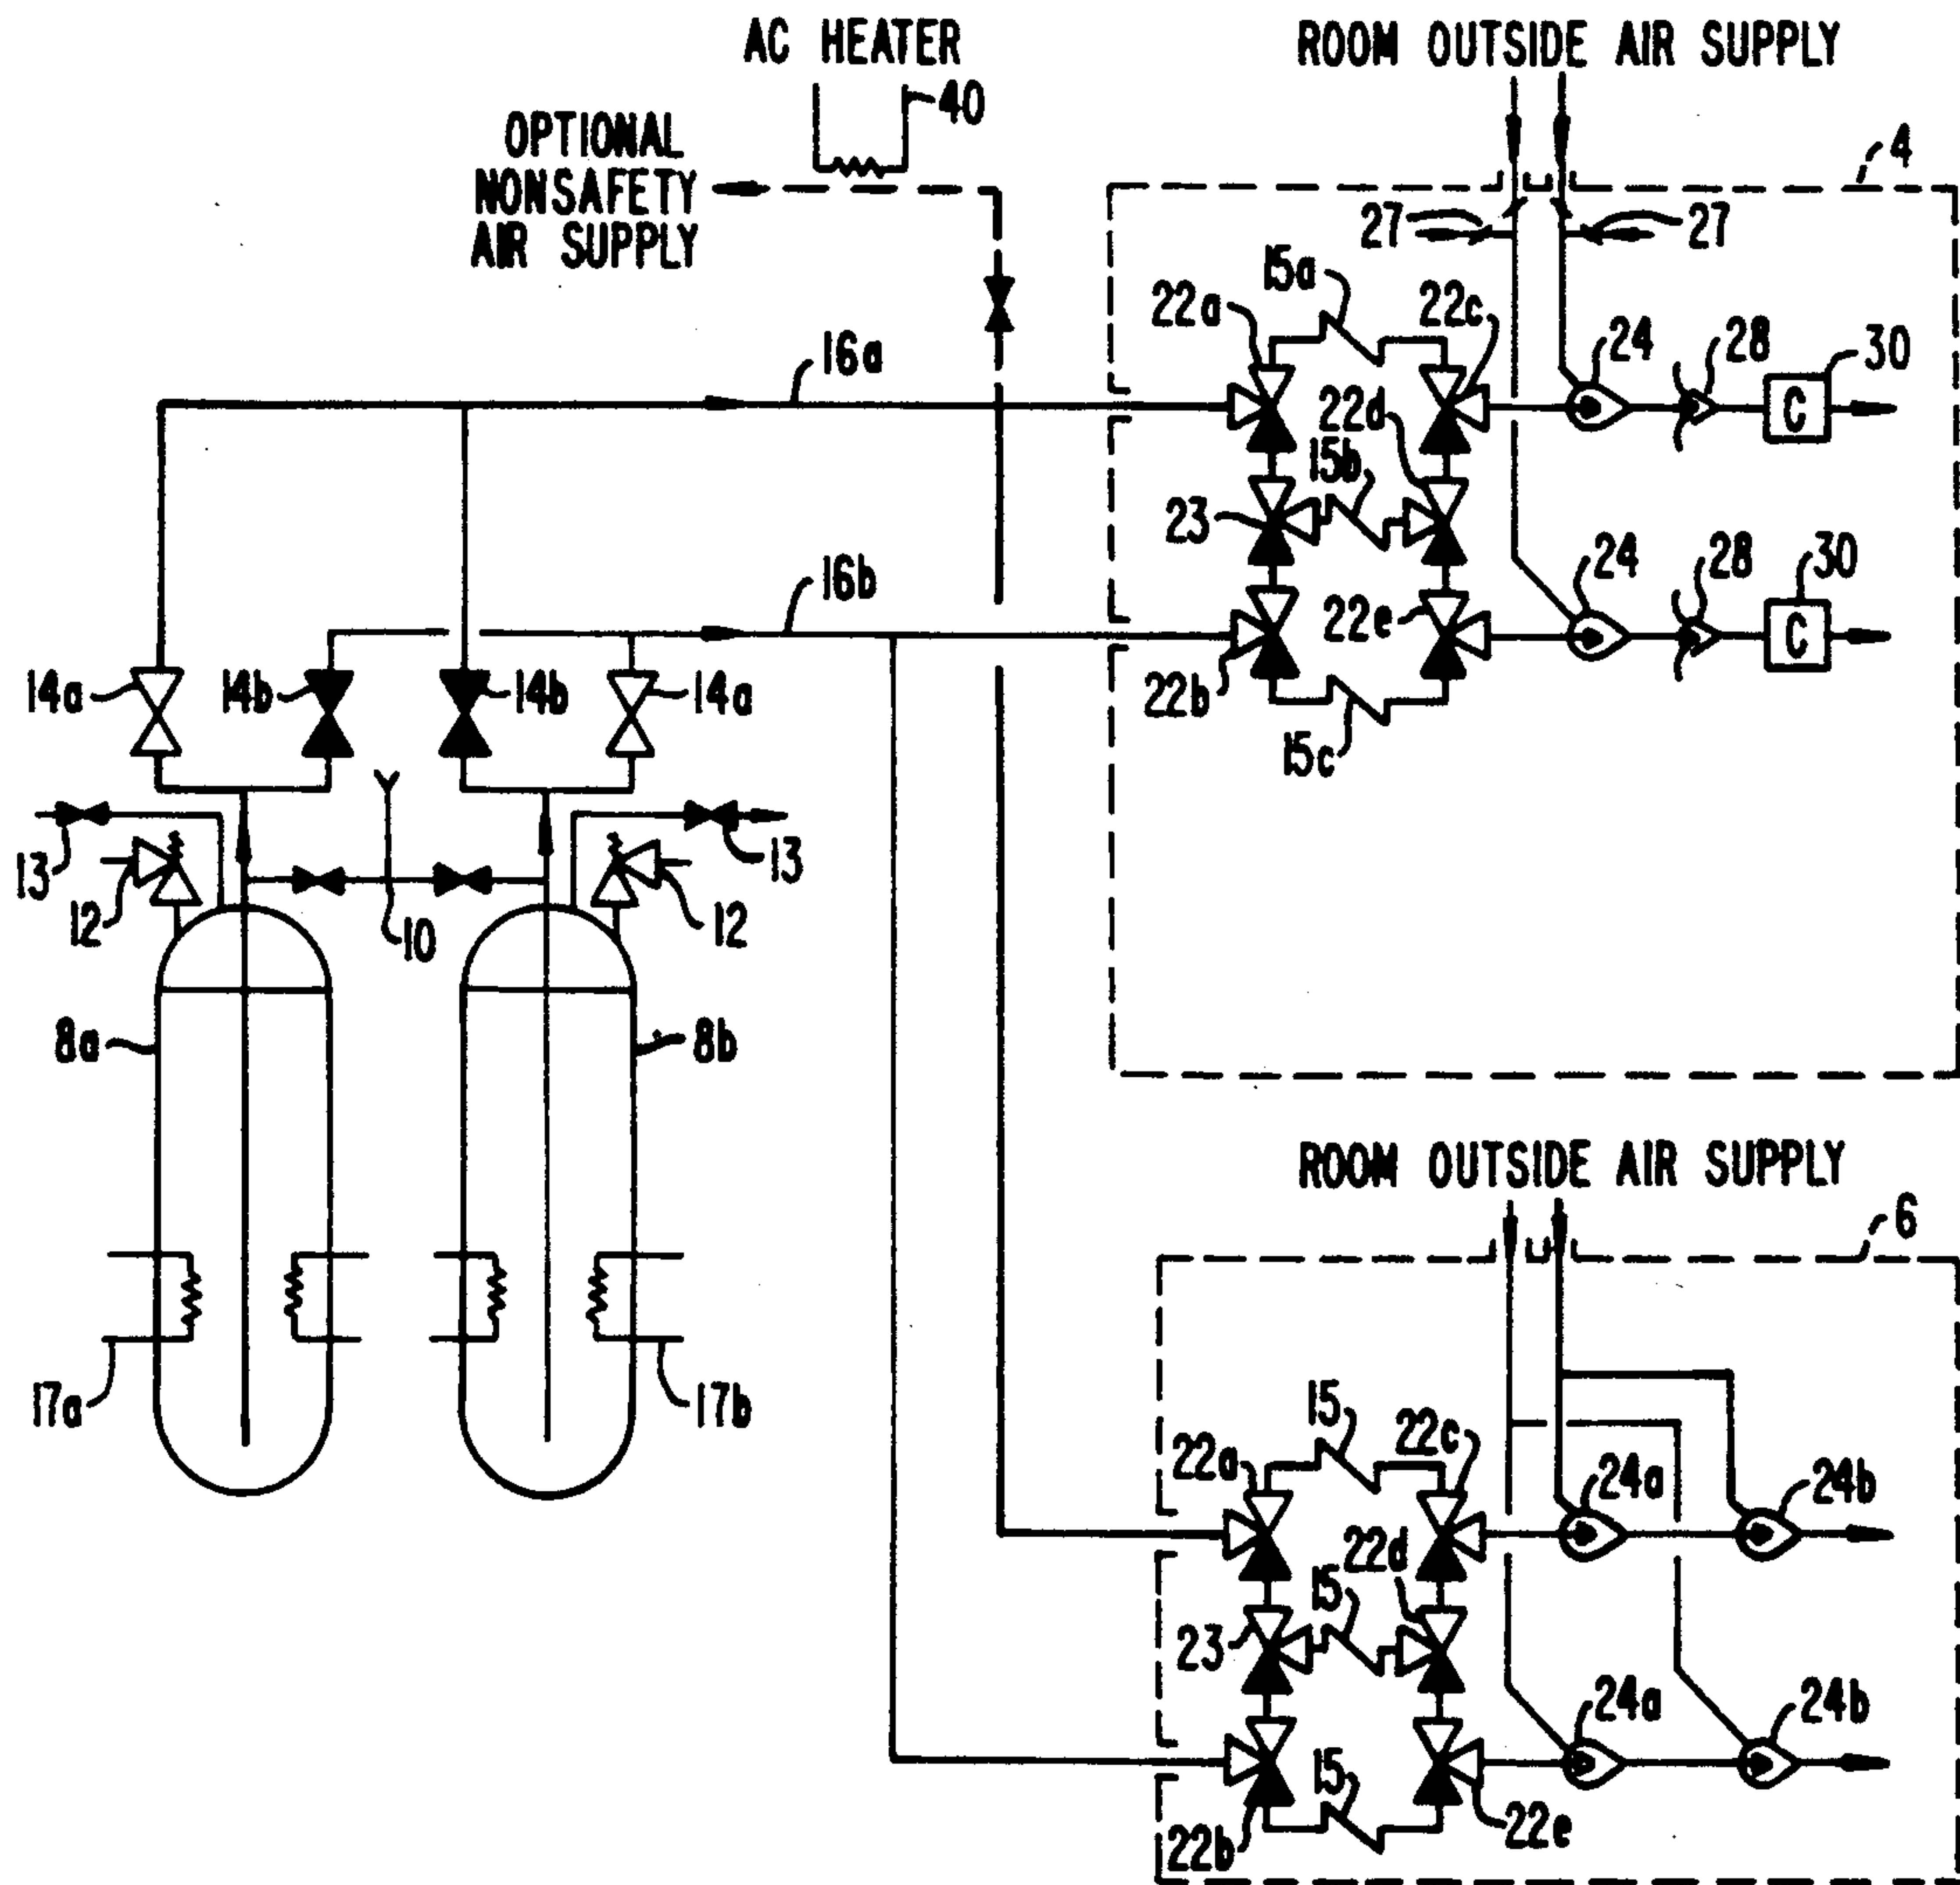 AC HEATER
ROOM OUTSIDE AIR SUPPLY
40
OPTIONAL
NONSAFETY
AIR SUPPLY
4
27
27
15a
22a
22c
24
28
30
16a
22d
C
15b
23
16b
24
28
30
22e
C
14a
14b
14b
14a
22b
15c
13
13
12
10
12
8a
8b
ROOM OUTSIDE AIR SUPPLY
6
17a
17b
15
22a
22c
24a
24b
22d
15
23
24a
24b
15
22b
22e